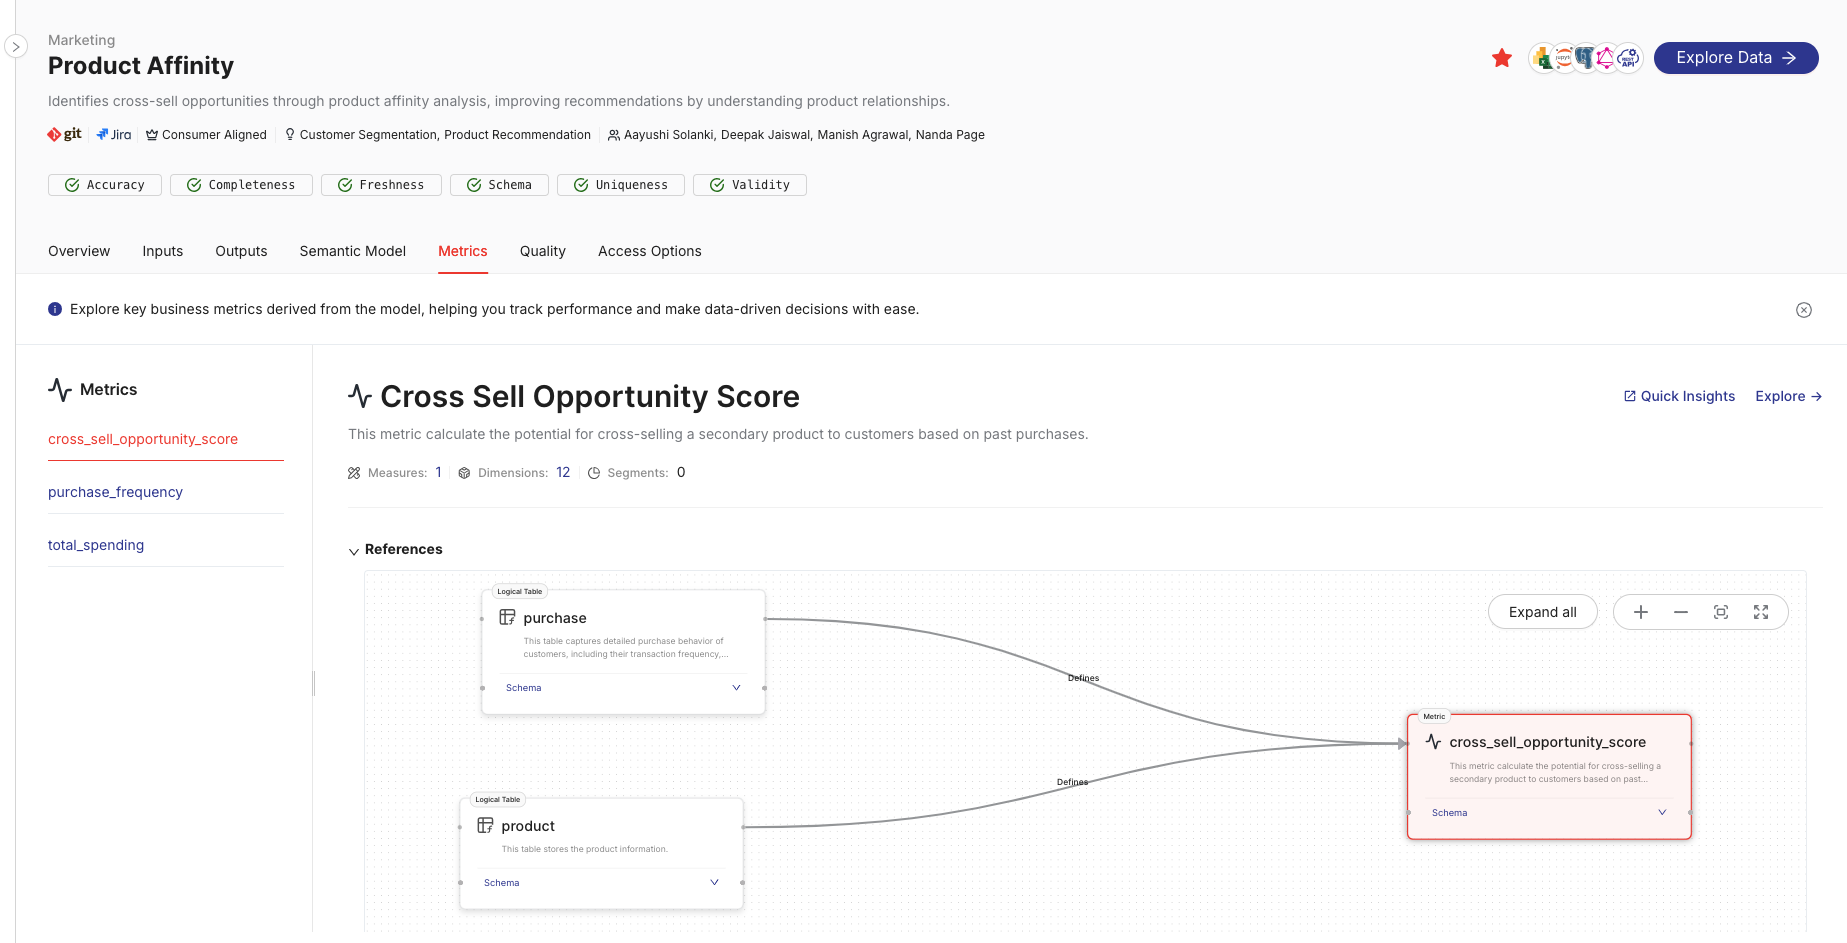 Marketing
Product Affinity
Explore Data
Identifies cross-sell opportunities through product affinity analysis, improving recommendations by understanding product relationships.
git Jira Consumer Aligned Customer Segmentation, Product Recommendation Aayushi Solanki, Deepak Jaiswal, Manish Agrawal, Nanda Page
Accuracy Completeness Freshness Schema Uniqueness Validity
Overview Inputs Outputs Semantic Model Metrics Quality Access Options
Explore key business metrics derived from the model, helping you track performance and make data-driven decisions with ease.
Metrics
cross_sell_opportunity_score
purchase_frequency
total_spending
Cross Sell Opportunity Score
Quick Insights Explore
This metric calculate the potential for cross-selling a secondary product to customers based on past purchases.
Measures: 1 Dimensions: 12 Segments: 0
References
Expand all
Logical Table
purchase
This table captures detailed purchase behavior of
customers, including their transaction frequency,...
Schema
Defines
Metric
cross_sell_opportunity_score
This metric calculate the potential for cross-selling a
secondary product to customers based on past...
Schema
Defines
Logical Table
product
This table stores the product information.
Schema